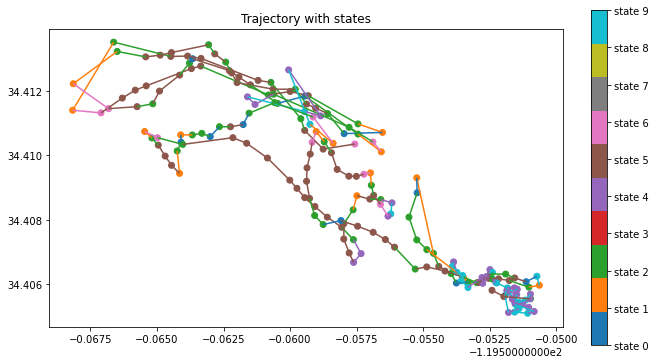 Trajectory with states
34.412
34.410
34.408
34.406
−0.0675 −0.0650 −0.0625 −0.0600 −0.0575 −0.0550 −0.0525 −0.0500
−1.1950000000e2
state 9
state 8
state 7
state 6
state 5
state 4
state 3
state 2
state 1
state 0